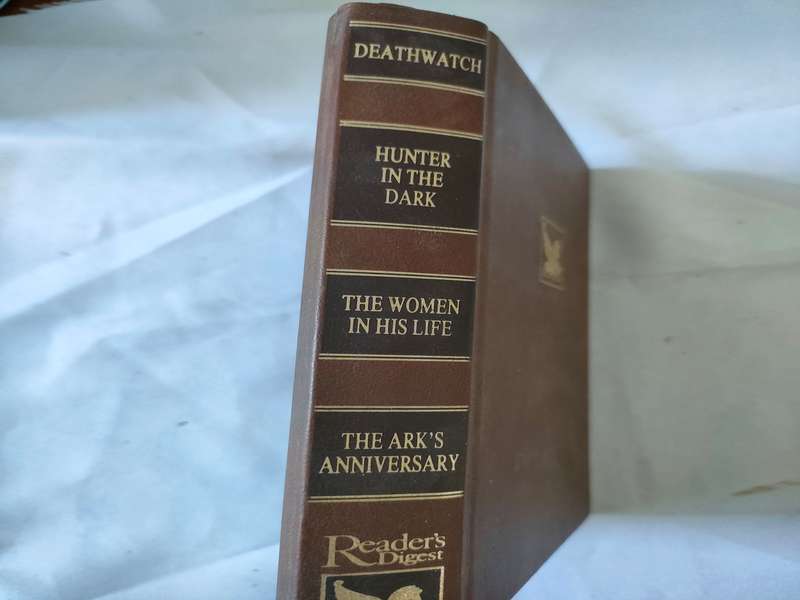 DEATHWATCH
HUNTER
IN THE
DARK
THE WOMEN
IN HIS LIFE
THE ARK'S
ANNIVERSARY
Reader's
Digest